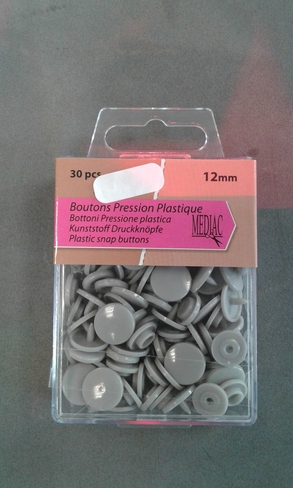 30 pcs
12mm
Boutons Pression Plastique
Bottoni Pressione plastica
Kunststoff Druckknöpfe
Plastic snap buttons
MEDIAC